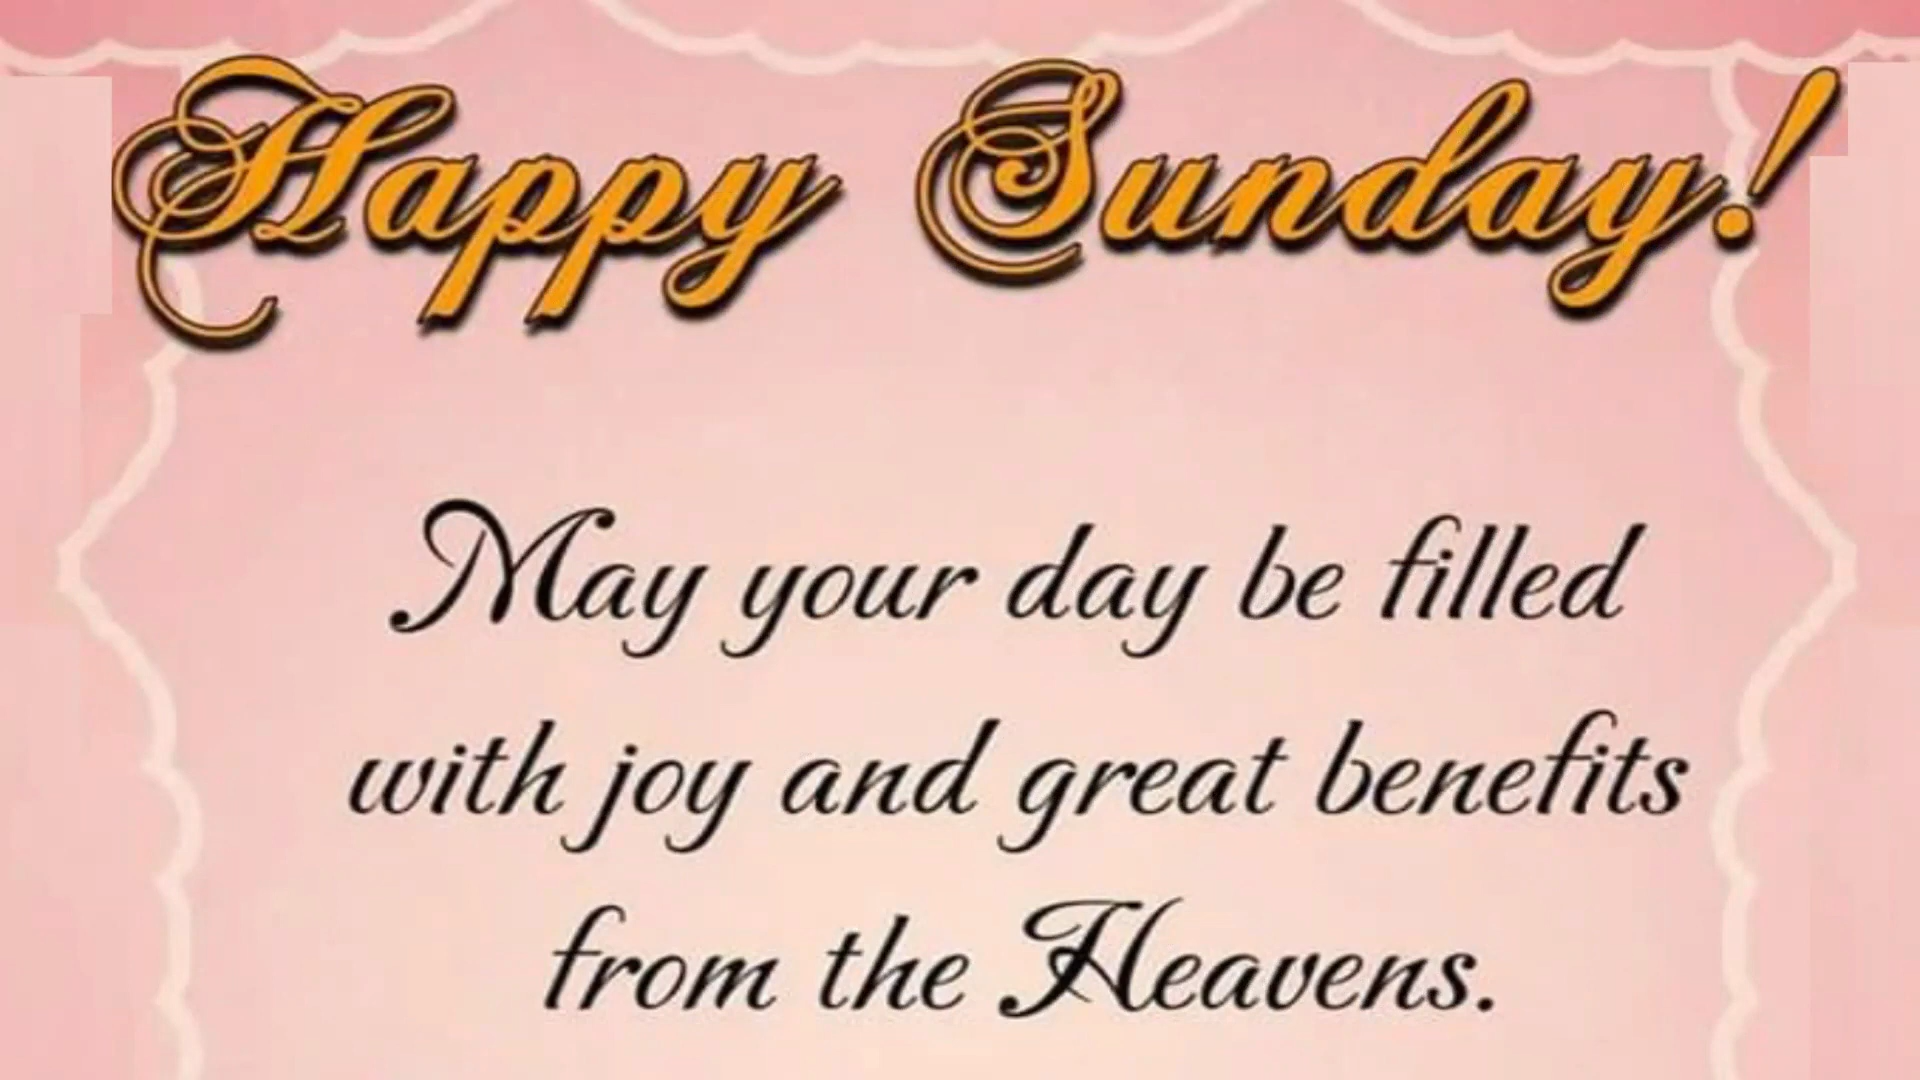 Happy Sunday!
May your day be filled
with joy and great benefits
from the Heavens.